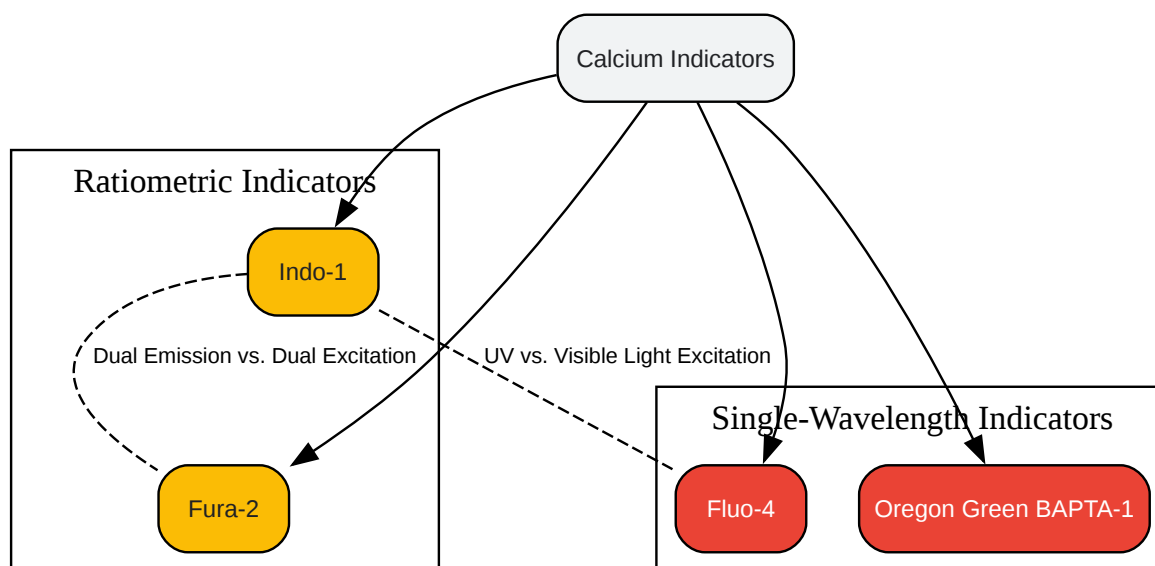 Calcium Indicators
Ratiometric Indicators
Indo-1
Dual Emission vs. Dual Excitation
UV vs. Visible Light Excitation
Single-Wavelength Indicators
Fura-2
Fluo-4
Oregon Green BAPTA-1